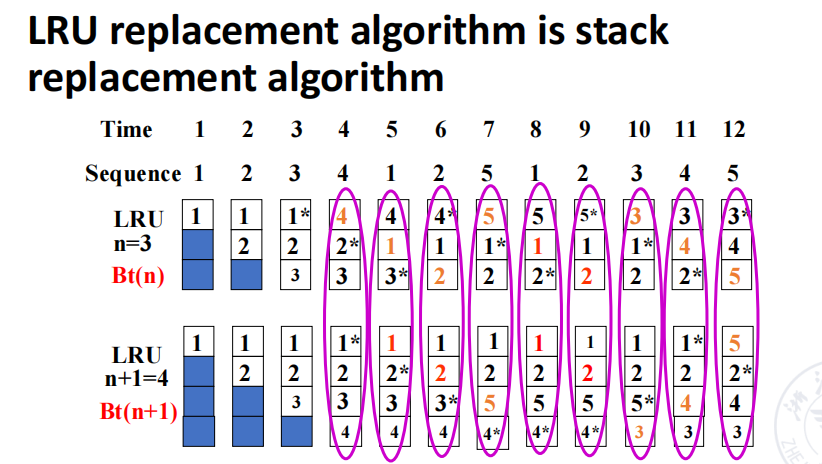 LRU replacement algorithm is stack
replacement algorithm
Time 1 2 3 4 5 6 7 8 9 10 11 12
Sequence 1 2 3 4 1 2 5 1 2 3 4 5
LRU 1 1 1* 4 4 4* 5 5 5* 3 3 3*
n=3 2 2 2* 1 1 1* 1 1 1* 4 4
Bt(n) 3 3 3* 2 2 2* 2 2 2* 5
1 1 1 1* 1 1 1 1 1 1 1* 5
LRU
n+1=4 2 2 2 2* 2 2 2 2 2 2 2*
Bt(n+1) 3 3 3 3* 5 5 5 5* 4 4
4 4 4 4* 4* 4* 3 3 3